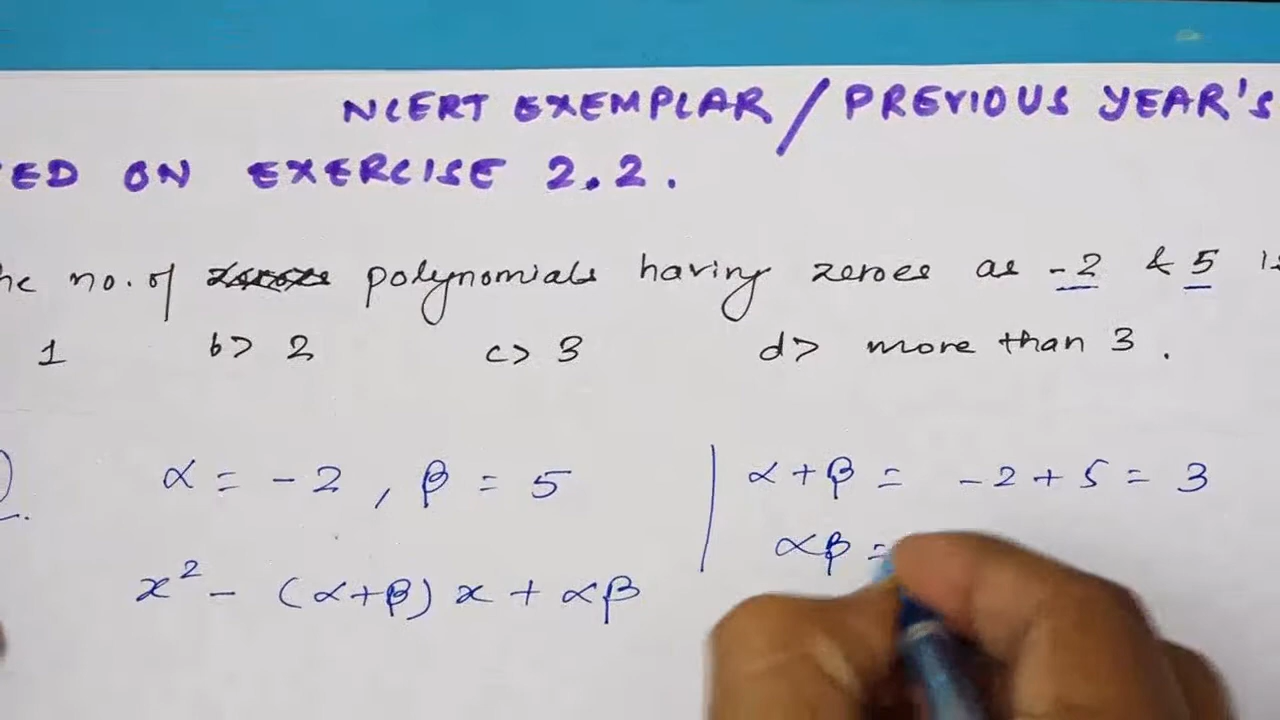 NCERT EXEMPLAR / PREVIOUS YEAR'S
ED ON EXERCISE 2.2.
he no. of polynomials having zeroes as -2 & 5 is
1 b> 2 c> 3 d> more than 3.
α = -2, β = 5
α+β = -2+5 = 3
αβ =
x² - (α+β) x + αβ